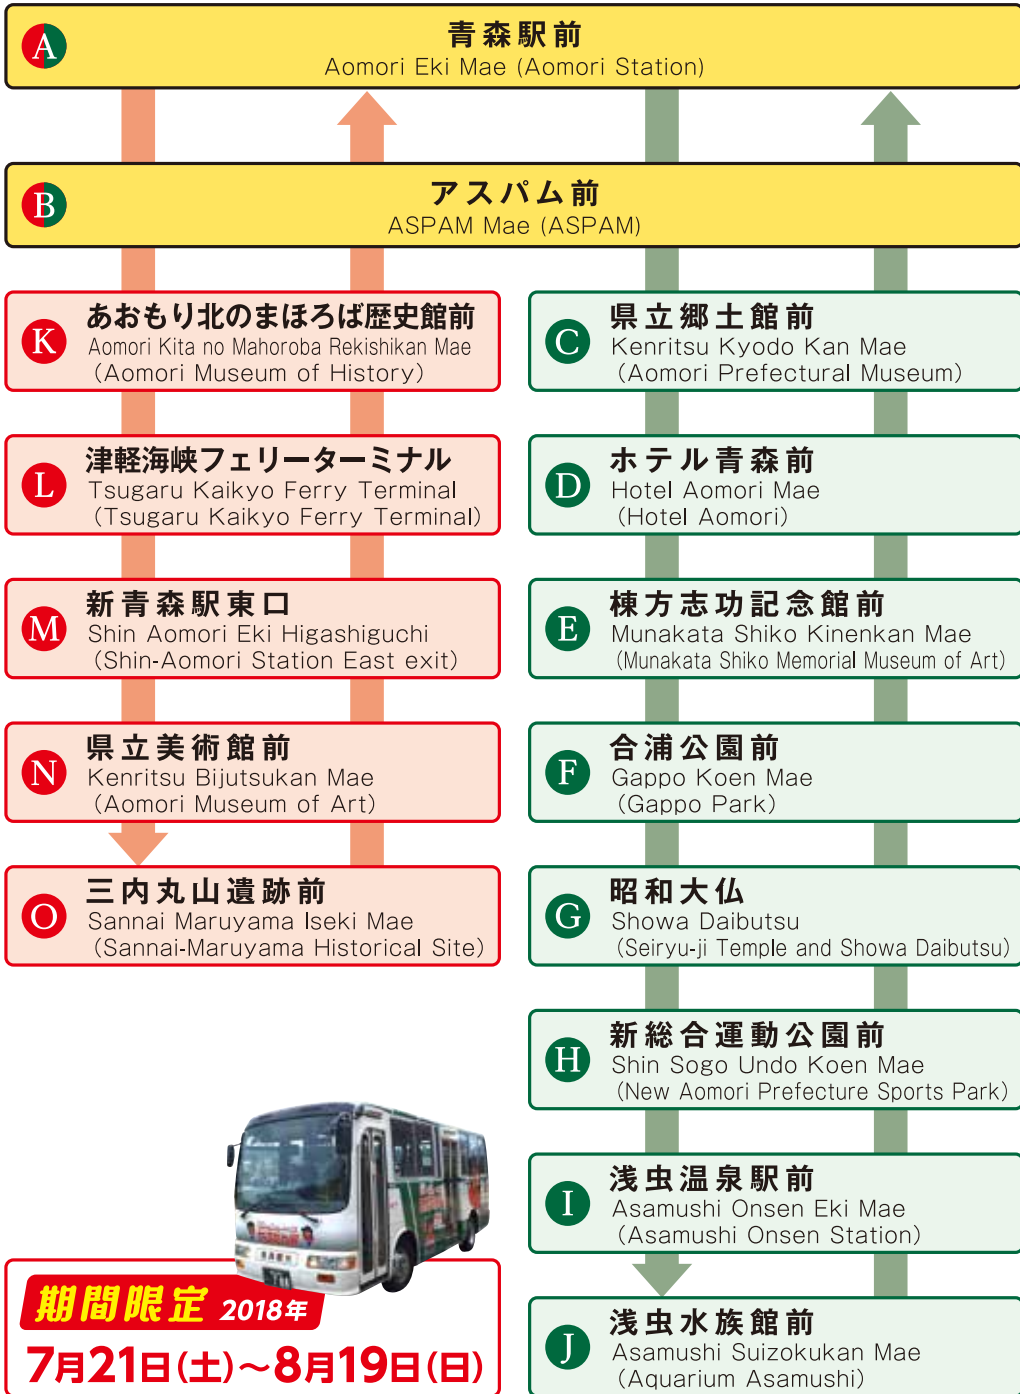 A
青森駅前
Aomori Eki Mae (Aomori Station)
B
アスパム前
ASPAM Mae (ASPAM)
K
あおもり北のまほろば歴史館前
Aomori Kita no Mahoroba Rekishikan Mae
(Aomori Museum of History)
L
津軽海峡フェリーターミナル
Tsugaru Kaikyo Ferry Terminal
(Tsugaru Kaikyo Ferry Terminal)
M
新青森駅東口
Shin Aomori Eki Higashiguchi
(Shin-Aomori Station East exit)
N
県立美術館前
Kenritsu Bijutsukan Mae
(Aomori Museum of Art)
O
三内丸山遺跡前
Sannai Maruyama Iseki Mae
(Sannai-Maruyama Historical Site)
C
県立郷土館前
Kenritsu Kyodo Kan Mae
(Aomori Prefectural Museum)
D
ホテル青森前
Hotel Aomori Mae
(Hotel Aomori)
E
棟方志功記念館前
Munakata Shiko Kinenkan Mae
(Munakata Shiko Memorial Museum of Art)
F
合浦公園前
Gappo Koen Mae
(Gappo Park)
G
昭和大仏
Showa Daibutsu
(Seiryu-ji Temple and Showa Daibutsu)
H
新総合運動公園前
Shin Sogo Undo Koen Mae
(New Aomori Prefecture Sports Park)
I
浅虫温泉駅前
Asamushi Onsen Eki Mae
(Asamushi Onsen Station)
J
浅虫水族館前
Asamushi Suizokukan Mae
(Aquarium Asamushi)
期間限定 2018年
7月21日(土)～8月19日(日)